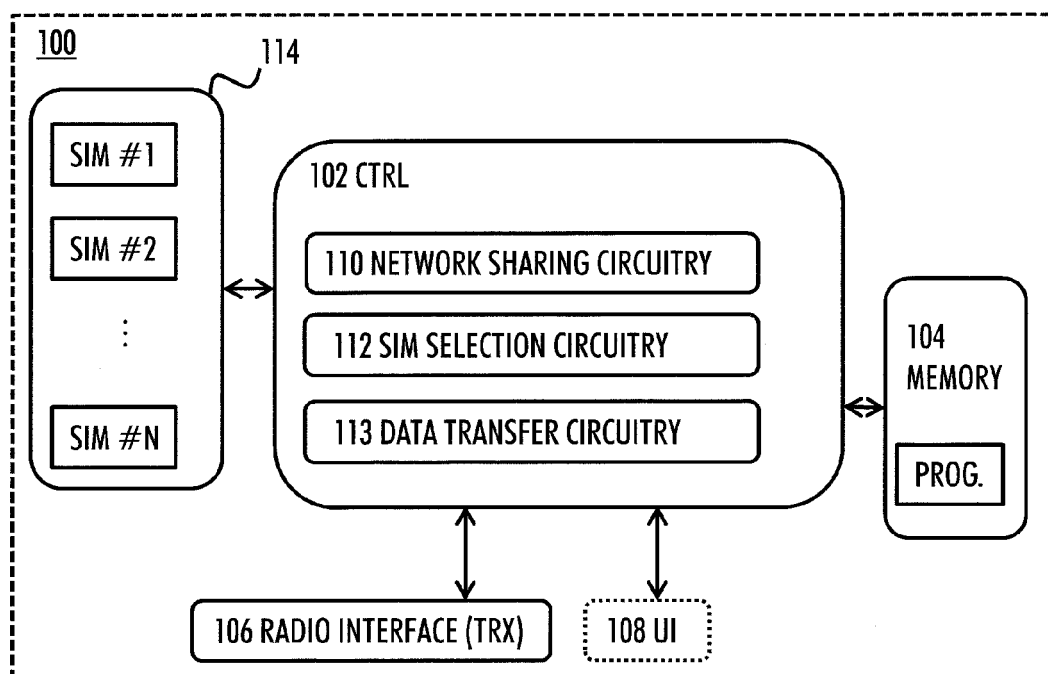 100
114
SIM #1
SIM #2
⋮
SIM #N
102 CTRL
110 NETWORK SHARING CIRCUITRY
112 SIM SELECTION CIRCUITRY
113 DATA TRANSFER CIRCUITRY
104
MEMORY
PROG.
106 RADIO INTERFACE (TRX)
108 UI